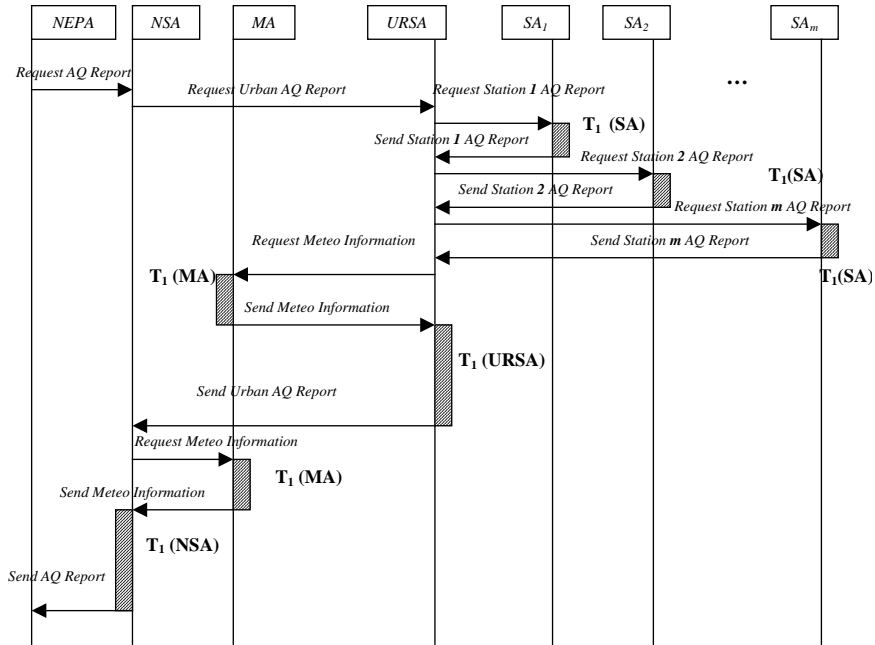 NEPA
NSA
MA
URSA
SA1
SA2
SAm
Request AQ Report
...
Request Urban AQ Report
Request Station 1 AQ Report
T1 (SA)
Send Station 1 AQ Report
Request Station 2 AQ Report
T1(SA)
Send Station 2 AQ Report
Request Station m AQ Report
Request Meteo Information
Send Station m AQ Report
T1 (MA)
T1(SA)
Send Meteo Information
T1 (URSA)
Send Urban AQ Report
Request Meteo Information
T1 (MA)
Send Meteo Information
T1 (NSA)
Send AQ Report